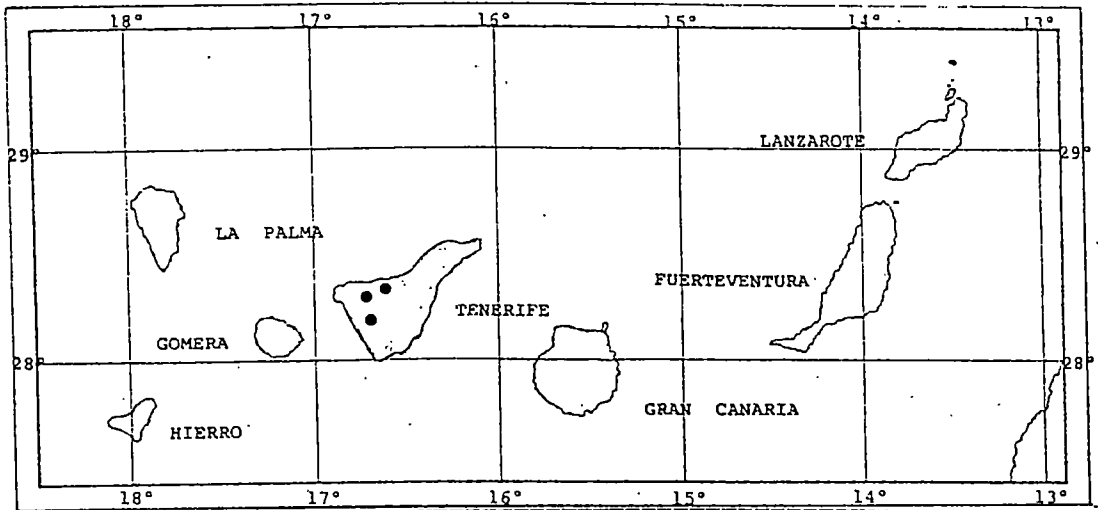 18° 17° 16° 15° 14° 13°
LANZAROTE
29° 29°
LA PALMA
FUERTEVENTURA
TENERIFE
GOMERA
28° 28°
GRAN CANARIA
HIERRO
18° 17° 16° 15° 14° 13°